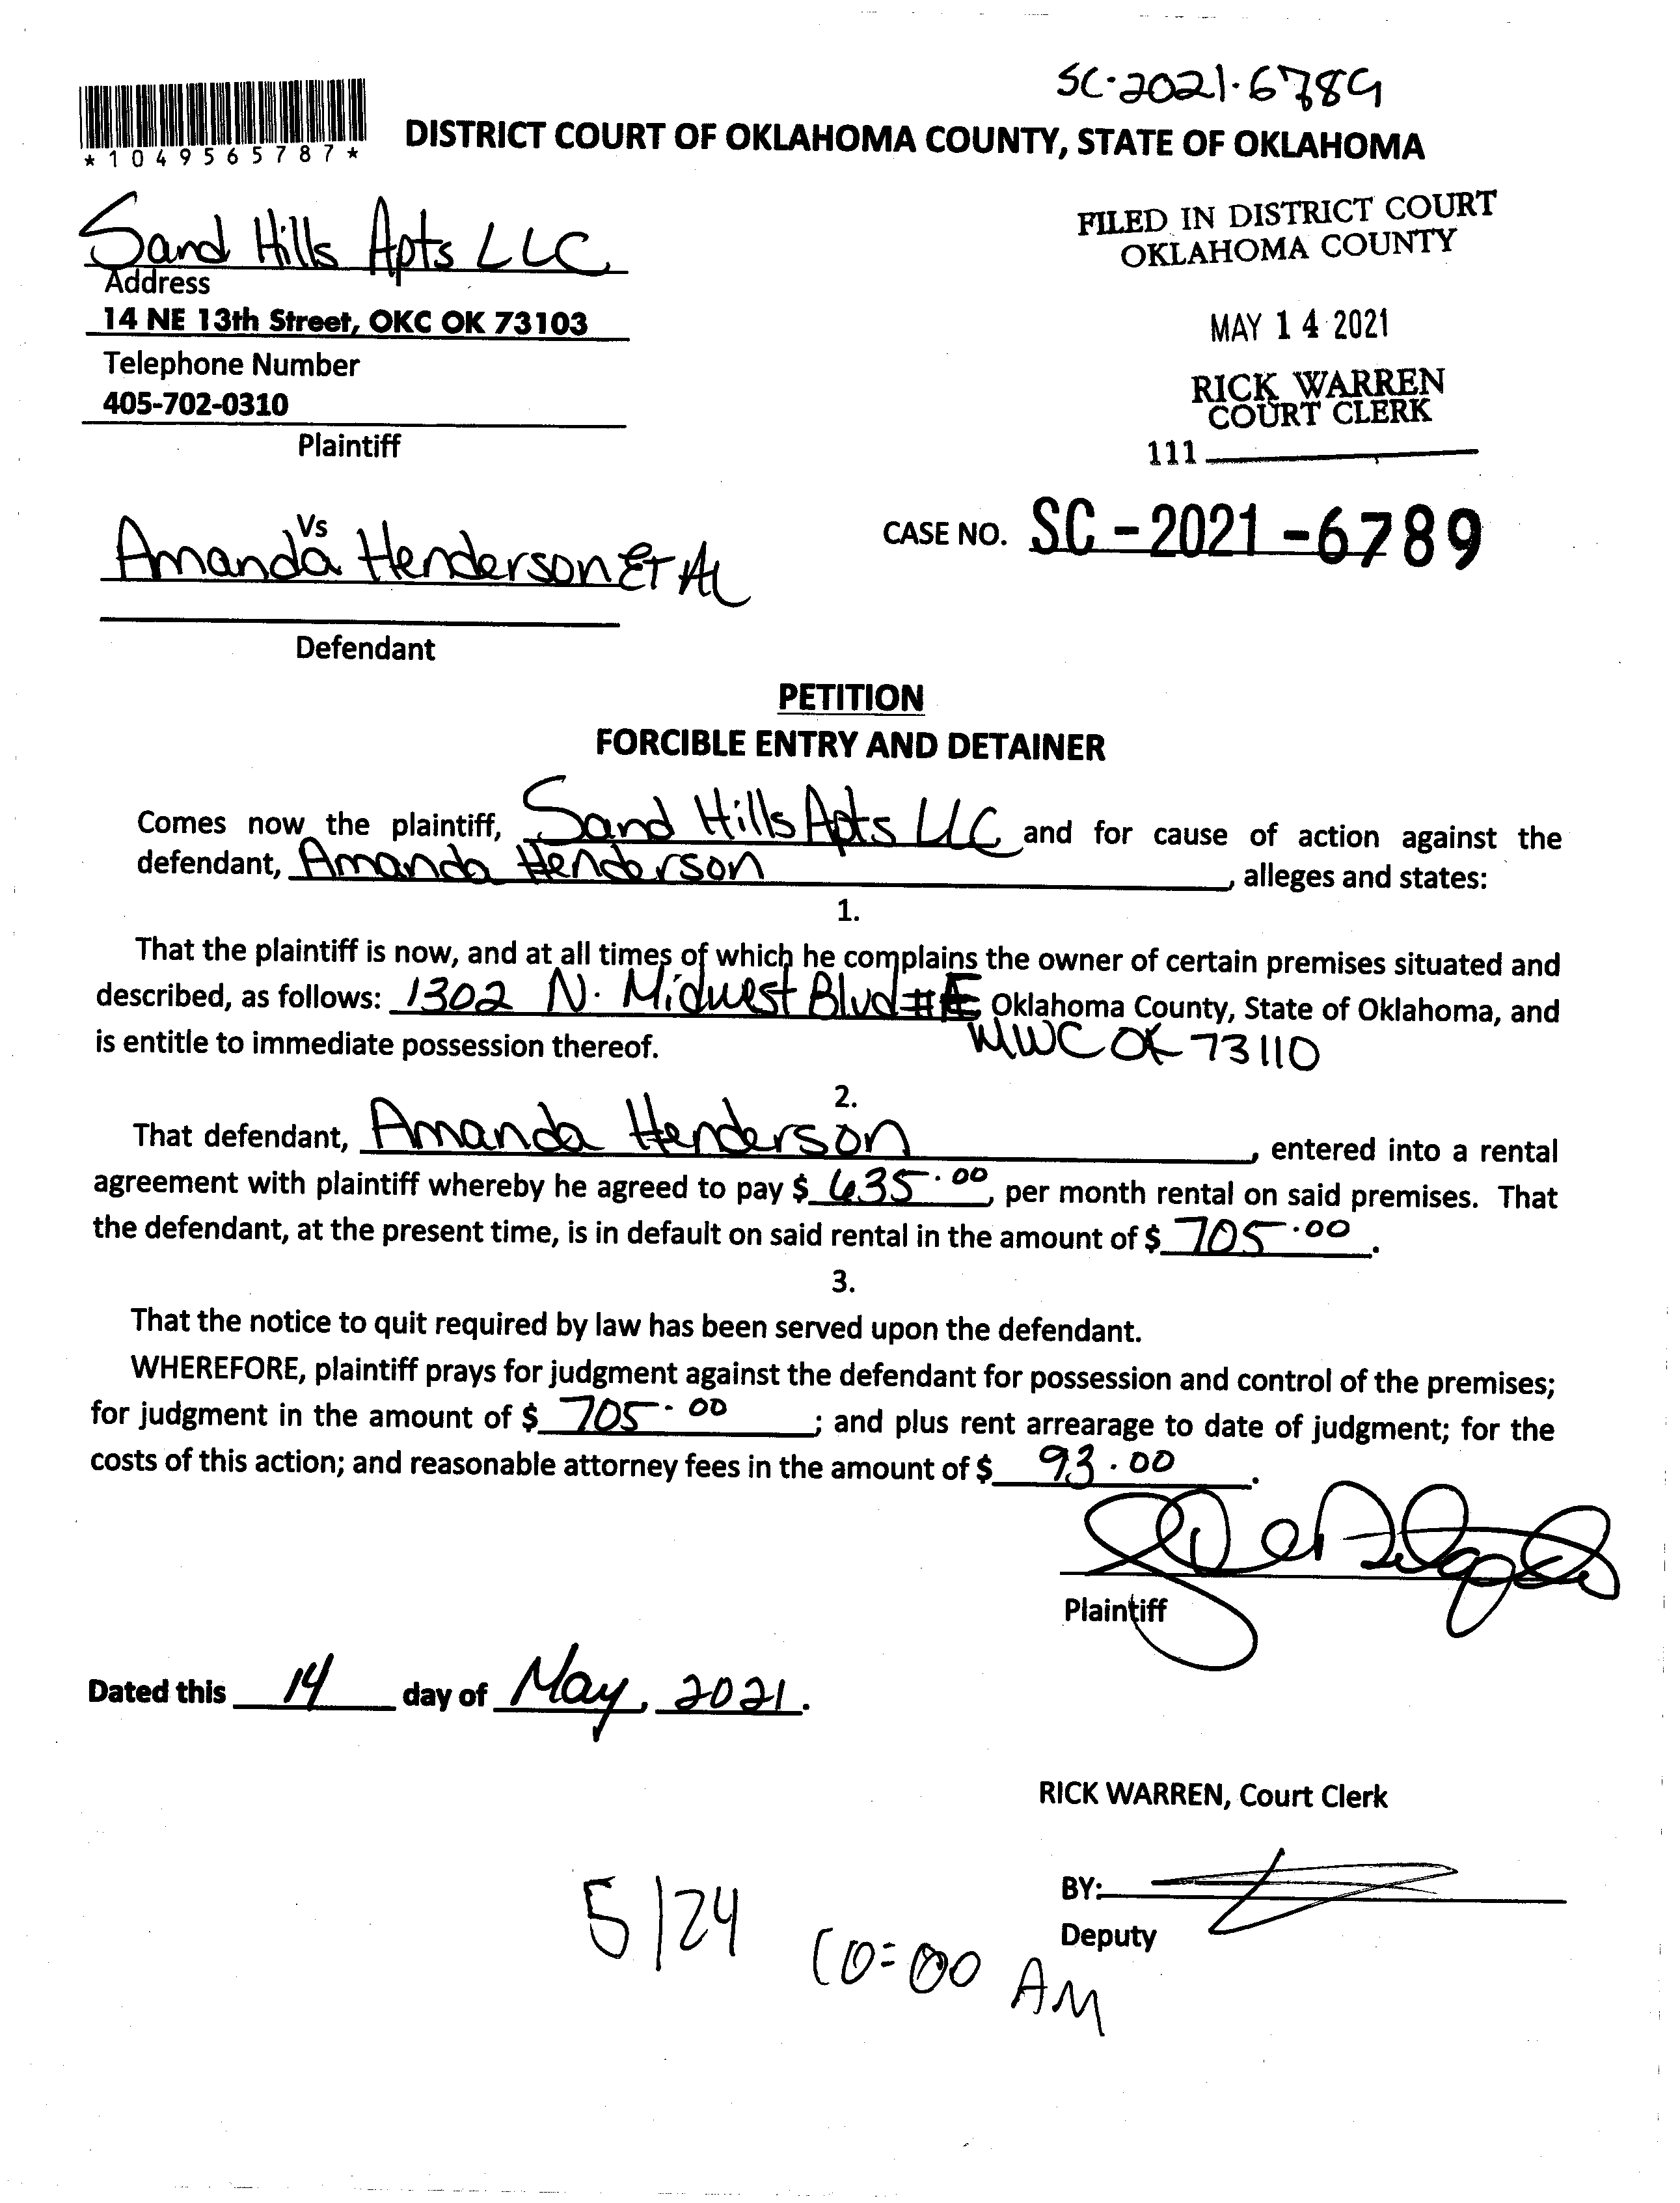 SC-2021-6789
*1049565787*
DISTRICT COURT OF OKLAHOMA COUNTY, STATE OF OKLAHOMA
Sand Hills Apts LLC
Address
14 NE 13th Street, OKC OK 73103
Telephone Number
405-702-0310
Plaintiff
FILED IN DISTRICT COURT
OKLAHOMA COUNTY
MAY 14 2021
RICK WARREN
COURT CLERK
111
Vs
Amanda Henderson ET AL
Defendant
CASE NO. SC-2021-6789
PETITION
FORCIBLE ENTRY AND DETAINER
Comes now the plaintiff, Sand Hills Apts LLC and for cause of action against the
defendant, Amanda Henderson, alleges and states:
1.
That the plaintiff is now, and at all times of which he complains the owner of certain premises situated and
described, as follows: 1302 N. Midwest Blvd Oklahoma County, State of Oklahoma, and
is entitle to immediate possession thereof. MWC OK 73110
2.
That defendant, Amanda Henderson, entered into a rental
agreement with plaintiff whereby he agreed to pay $ 635.00, per month rental on said premises. That
the defendant, at the present time, is in default on said rental in the amount of $ 705.00.
3.
That the notice to quit required by law has been served upon the defendant.
WHEREFORE, plaintiff prays for judgment against the defendant for possession and control of the premises;
for judgment in the amount of $ 705.00; and plus rent arrearage to date of judgment; for the
costs of this action; and reasonable attorney fees in the amount of $ 93.00.
Plaintiff
Dated this 14 day of May, 2021.
RICK WARREN, Court Clerk
BY:
Deputy
5/24 10:00 AM